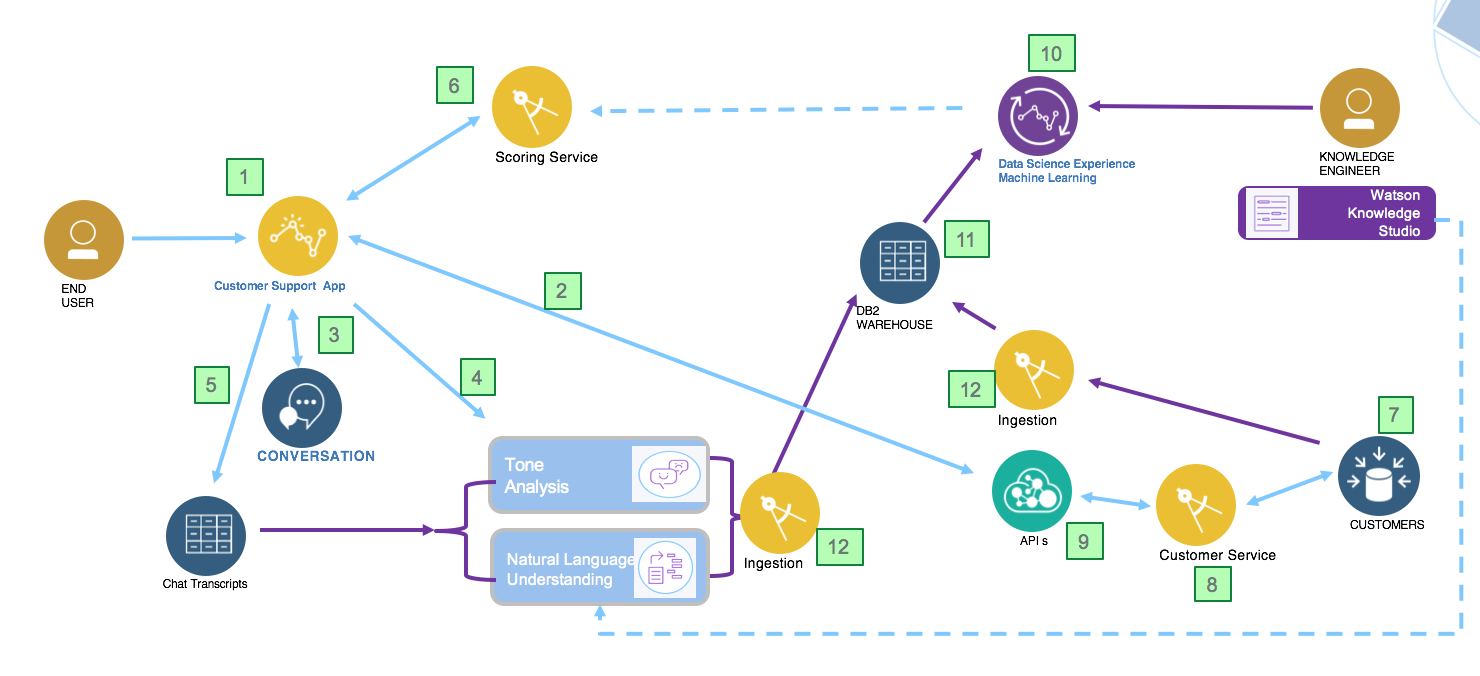 10
6
Scoring Service
Data Science Experience
Machine Learning
KNOWLEDGE
ENGINEER
1
Watson
Knowledge
Studio
11
END
USER
Customer Support App
2
DB2
WAREHOUSE
3
5
4
12
Ingestion
7
CONVERSATION
Tone
Analysis
CUSTOMERS
API s
9
Customer Service
8
Chat Transcripts
Natural Language
Understanding
Ingestion
12